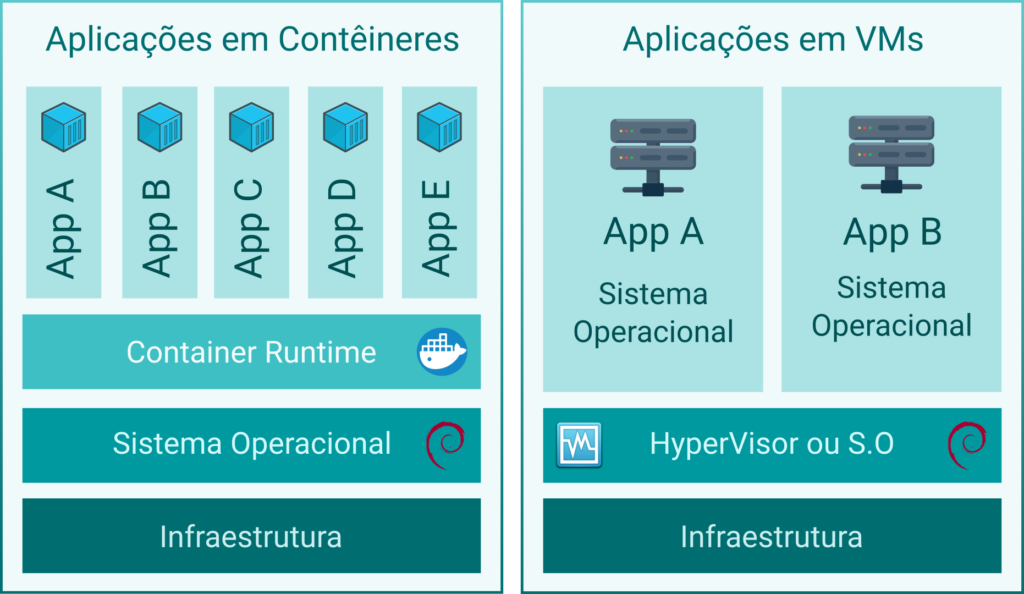 Aplicações em Contêineres
App A
App B
App C
App D
App E
Container Runtime
Sistema Operacional
Infraestrutura
Aplicações em VMs
App A
Sistema
Operacional
App B
Sistema
Operacional
HyperVisor ou S.O
Infraestrutura